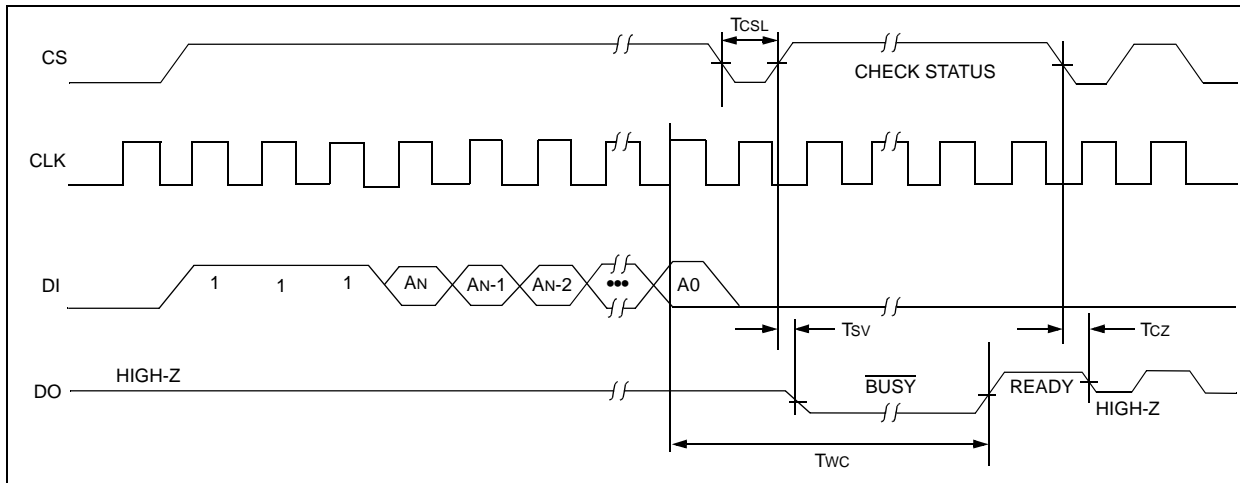 TCSL
CS
CHECK STATUS
CLK
DI
1 1 1 AN AN-1 AN-2 ••• A0
TSV
TCZ
HIGH-Z
DO
BUSY
READY
HIGH-Z
TWC